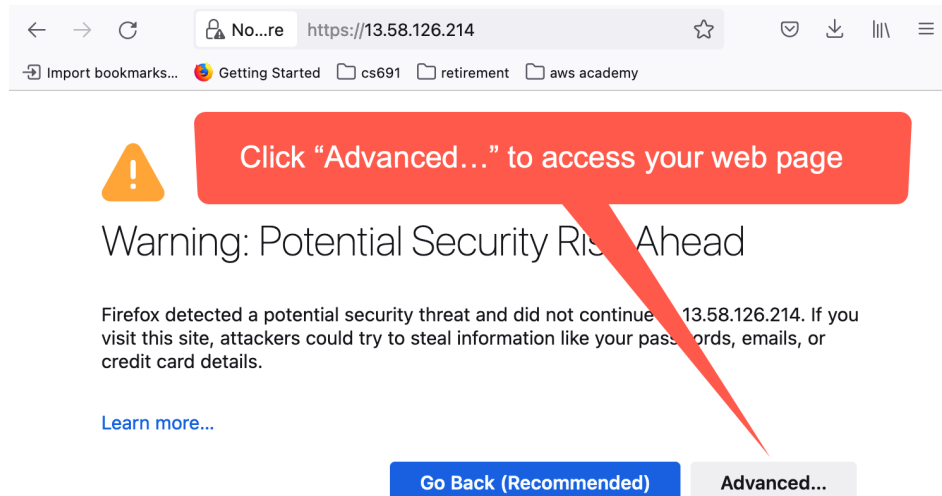 No...re https://13.58.126.214
Import bookmarks... Getting Started cs691 retirement aws academy
Click “Advanced...” to access your web page
Warning: Potential Security Ris Ahead
Firefox detected a potential security threat and did not continue 13.58.126.214. If you
visit this site, attackers could try to steal information like your pass ords, emails, or
credit card details.
Learn more...
Go Back (Recommended) Advanced...